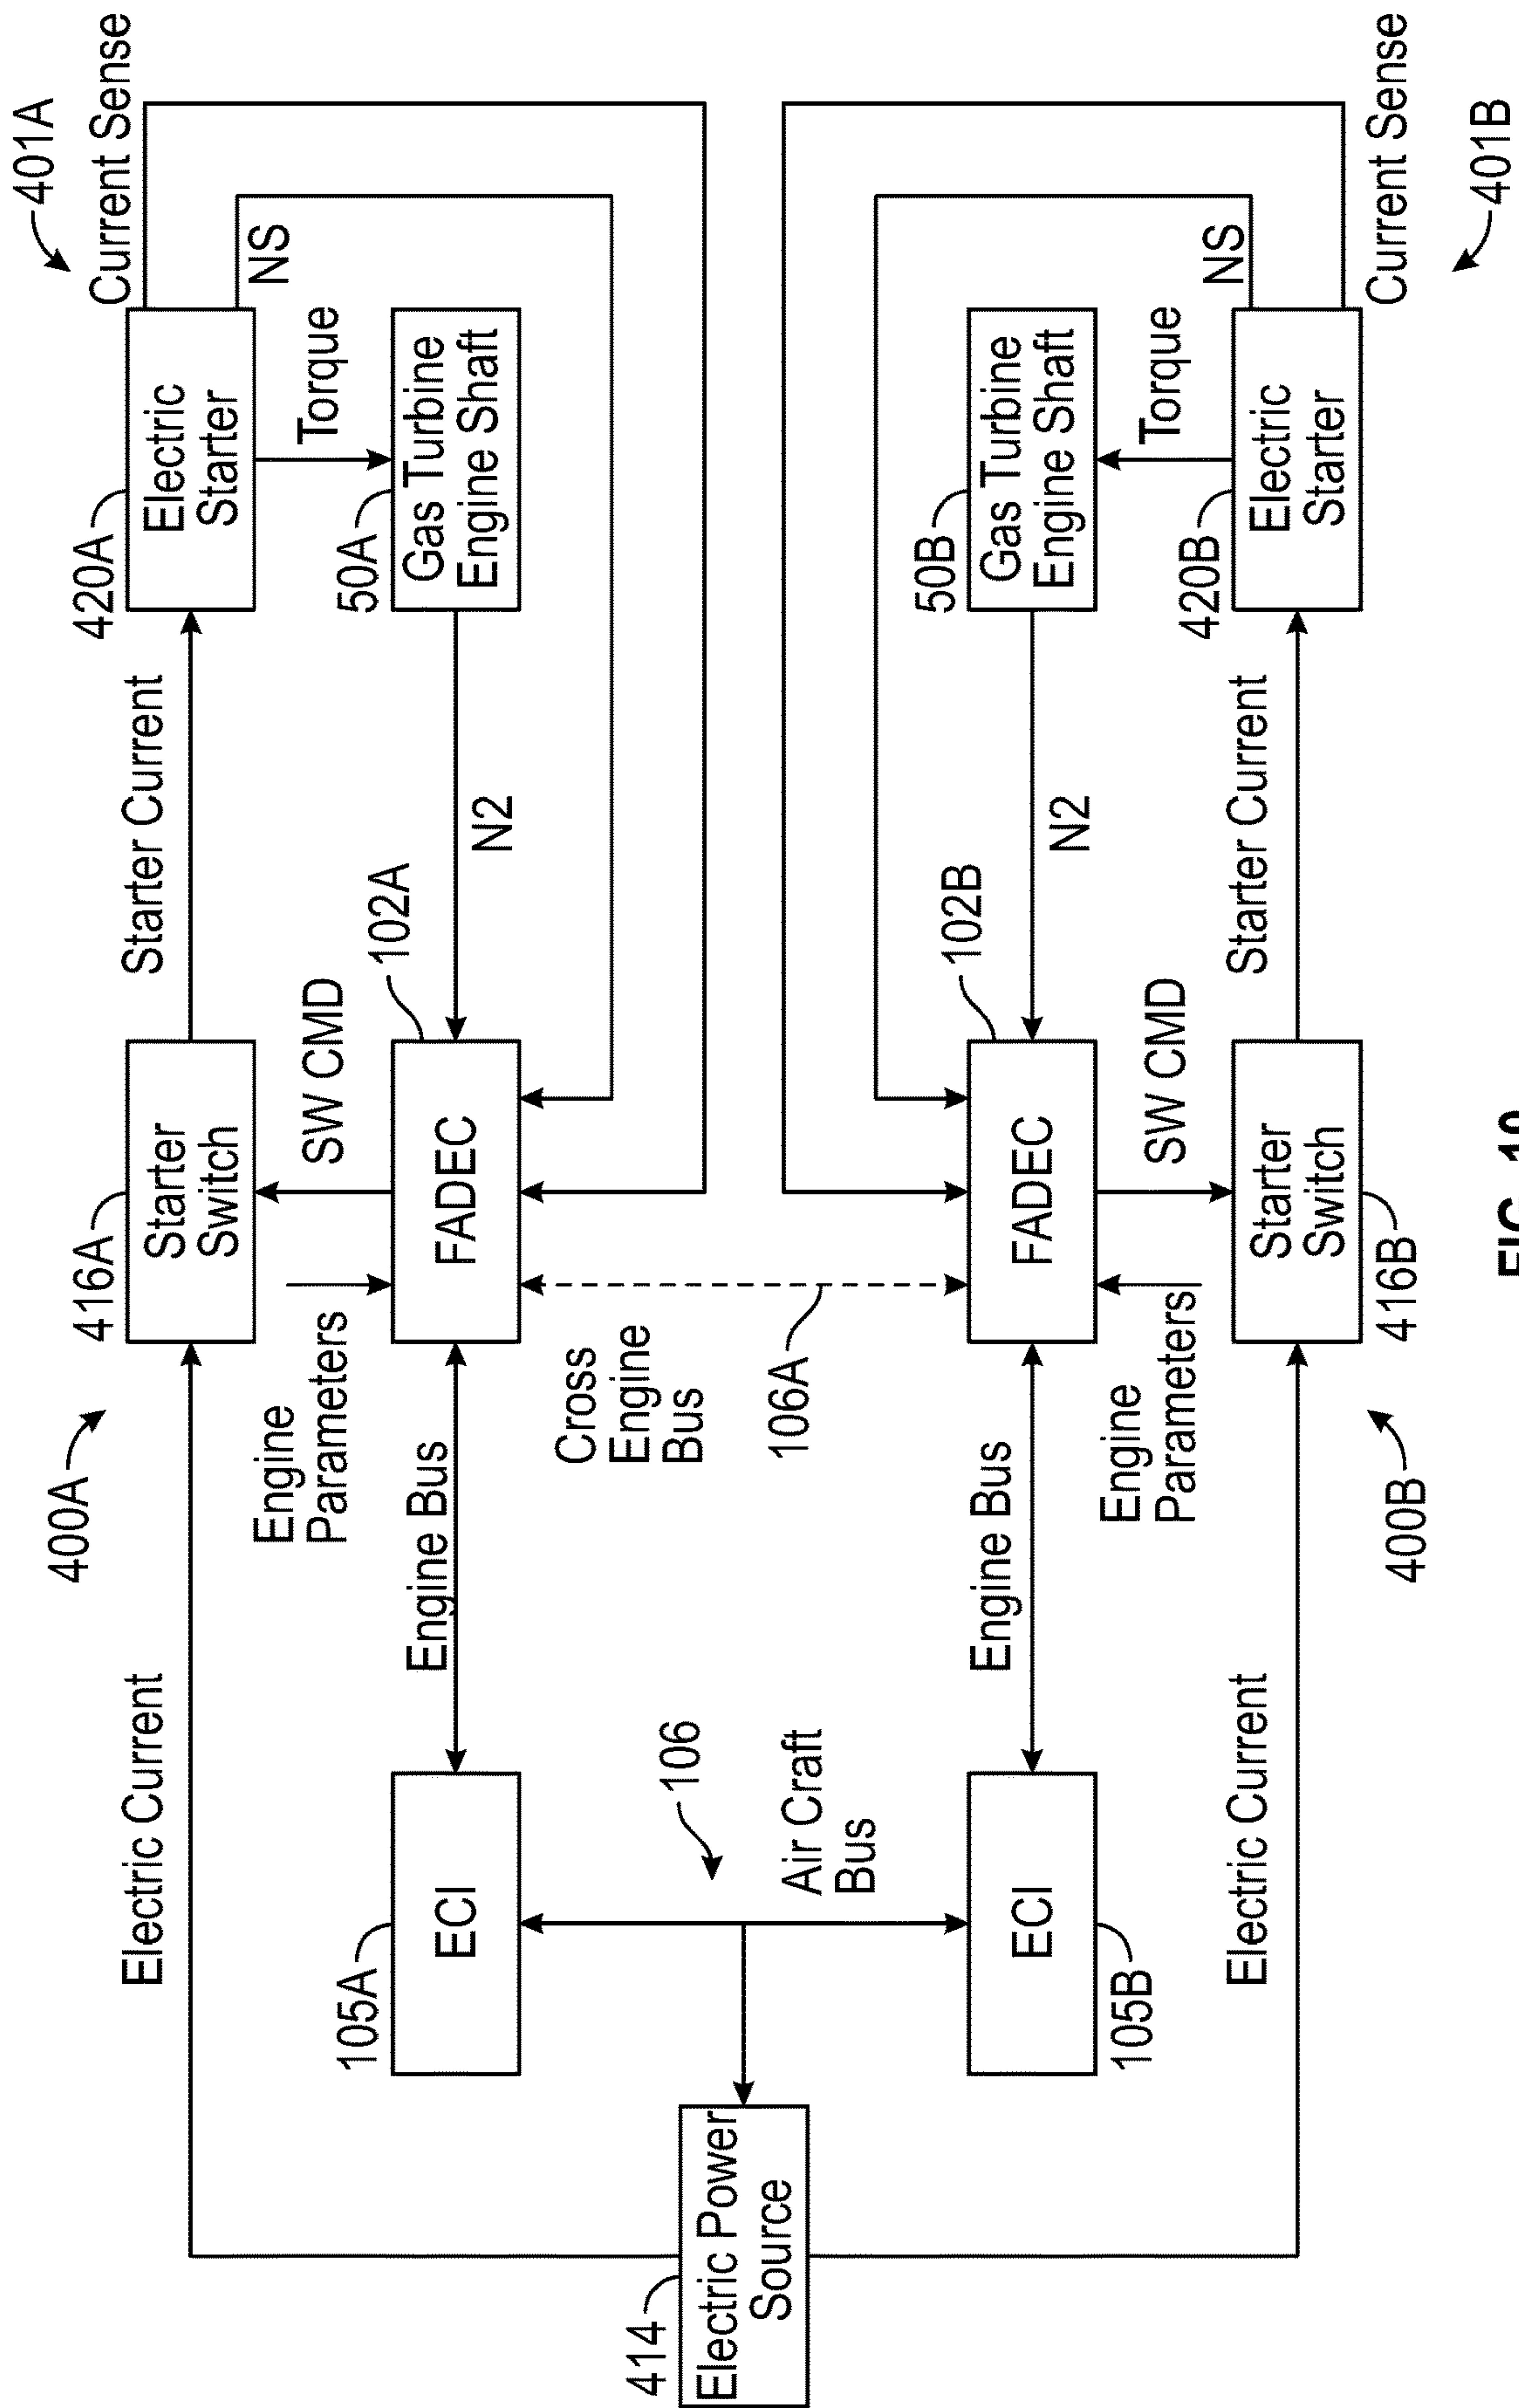 400A
401A
416A
420A
Current Sense
Electric Current
Starter Current
Starter
Switch
Electric
Starter
NS
Engine
Parameters
SW CMD
Torque
105A
102A
50A
Engine Bus
ECI
FADEC
N2
Gas Turbine
Engine Shaft
Cross
Engine
Bus
414
106
Electric Power
Source
Air Craft
Bus
106A
50B
102B
Engine Bus
ECI
FADEC
N2
Gas Turbine
Engine Shaft
105B
Engine
Parameters
SW CMD
Torque
420B
NS
Electric Current
Starter Current
Starter
Switch
Electric
Starter
416B
400B
Current Sense
401B
FIG.